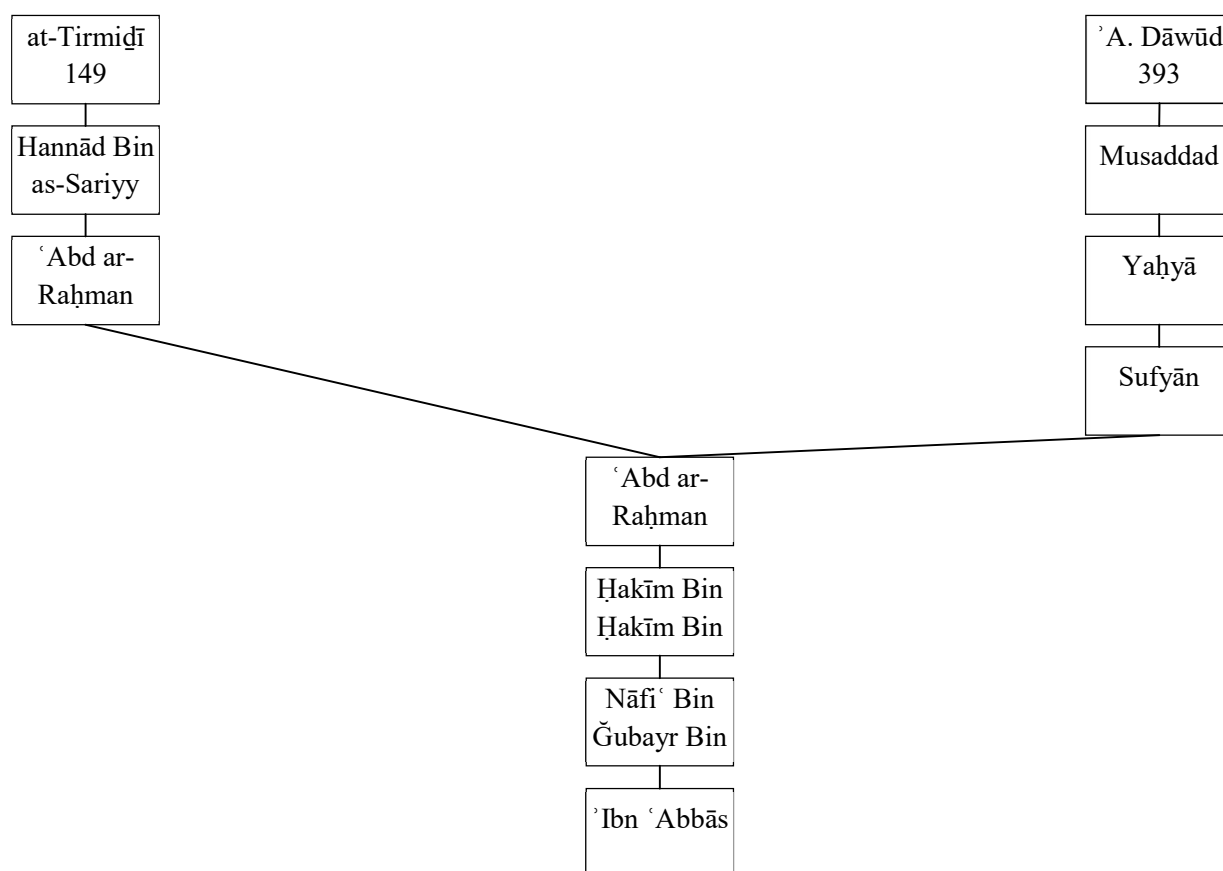 at-Tirmiḏī
149
Hannād Bin
as-Sariyy
ʿAbd ar-
Raḥman
ʾA. Dāwūd
393
Musaddad
Yaḥyā
Sufyān
ʿAbd ar-
Raḥman
Ḥakīm Bin
Ḥakīm Bin
Nāfiʿ Bin
Ǧubayr Bin
ʾIbn ʿAbbās